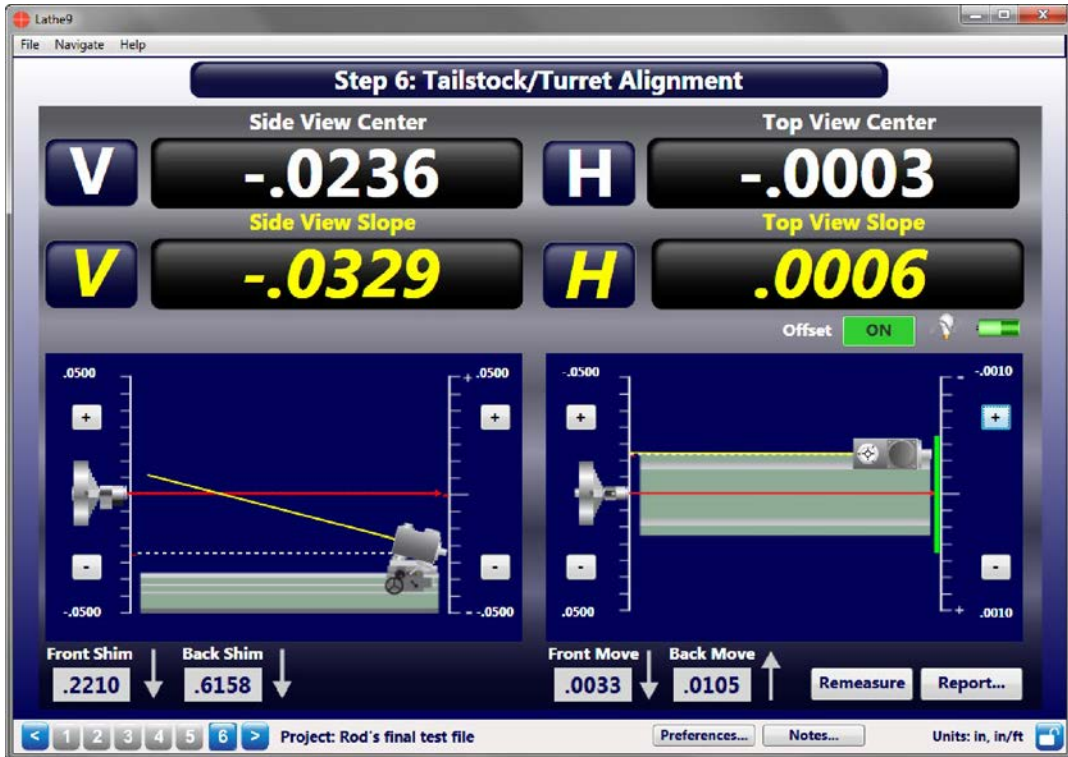 Lathe9
File Navigate Help
Step 6: Tailstock/Turret Alignment
Side View Center
V -.0236
Side View Slope
V -.0329
Top View Center
H -.0003
Top View Slope
H .0006
Offset ON
.0500 + .0500
+ +
- -
-.0500 - -.0500
-.0500 - -.0010
+ +
- -
.0500 + .0010
Front Shim Back Shim
.2210 .6158
Front Move Back Move
.0033 .0105
Remeasure Report...
< 1 2 3 4 5 6 > Project: Rod's final test file Preferences... Notes... Units: in, in/ft